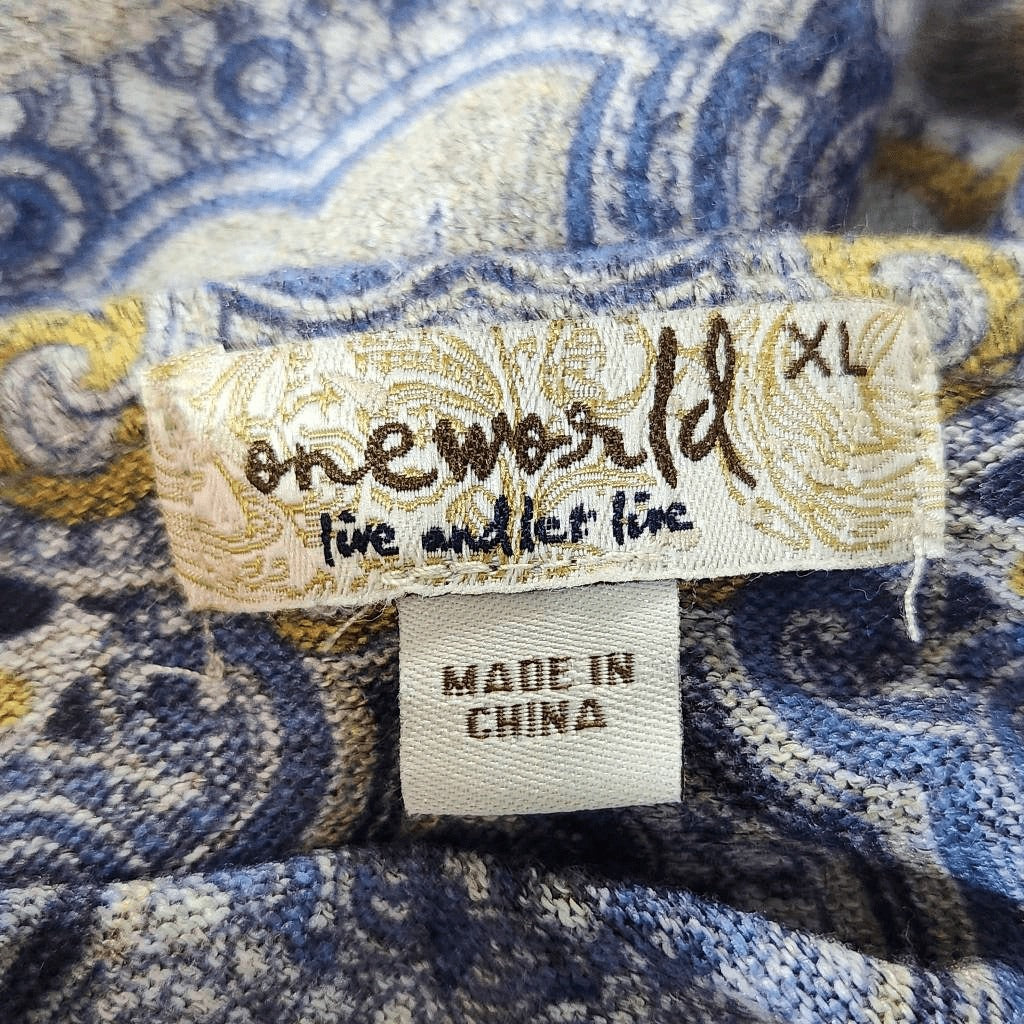 oneworld XL
live and let live
MADE IN
CHINA